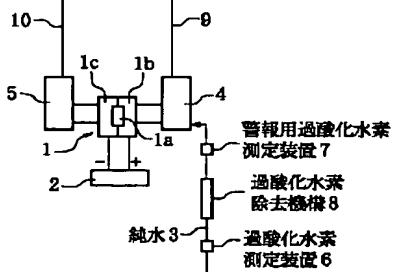 10
9
1c
1b
5
4
1a
1
警報用過酸化水素
測定装置7
− +
2
過酸化水素
除去機構8
純水3
過酸化水素
測定装置6